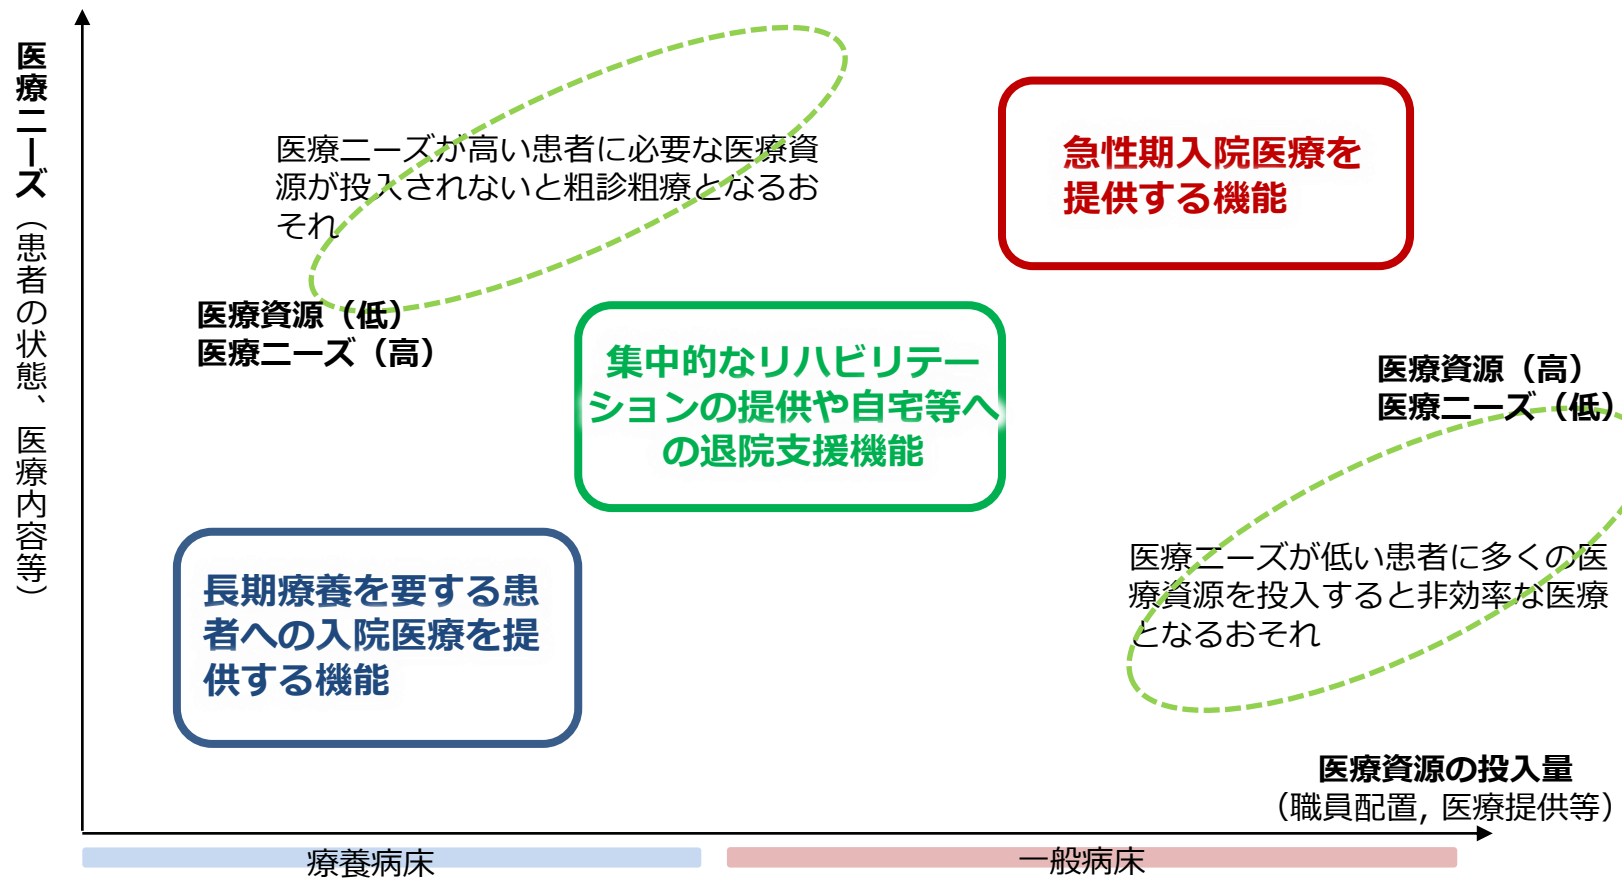 医療ニーズ（患者の状態、医療内容等）
医療ニーズが高い患者に必要な医療資
源が投入されないと粗診粗療となるお
それ
急性期入院医療を
提供する機能
医療資源（低）
医療ニーズ（高）
集中的なリハビリテー
ションの提供や自宅等へ
の退院支援機能
医療資源（高）
医療ニーズ（低）
長期療養を要する患
者への入院医療を提
供する機能
医療ニーズが低い患者に多くの医
療資源を投入すると非効率な医療
となるおそれ
医療資源の投入量
（職員配置, 医療提供等）
療養病床
一般病床